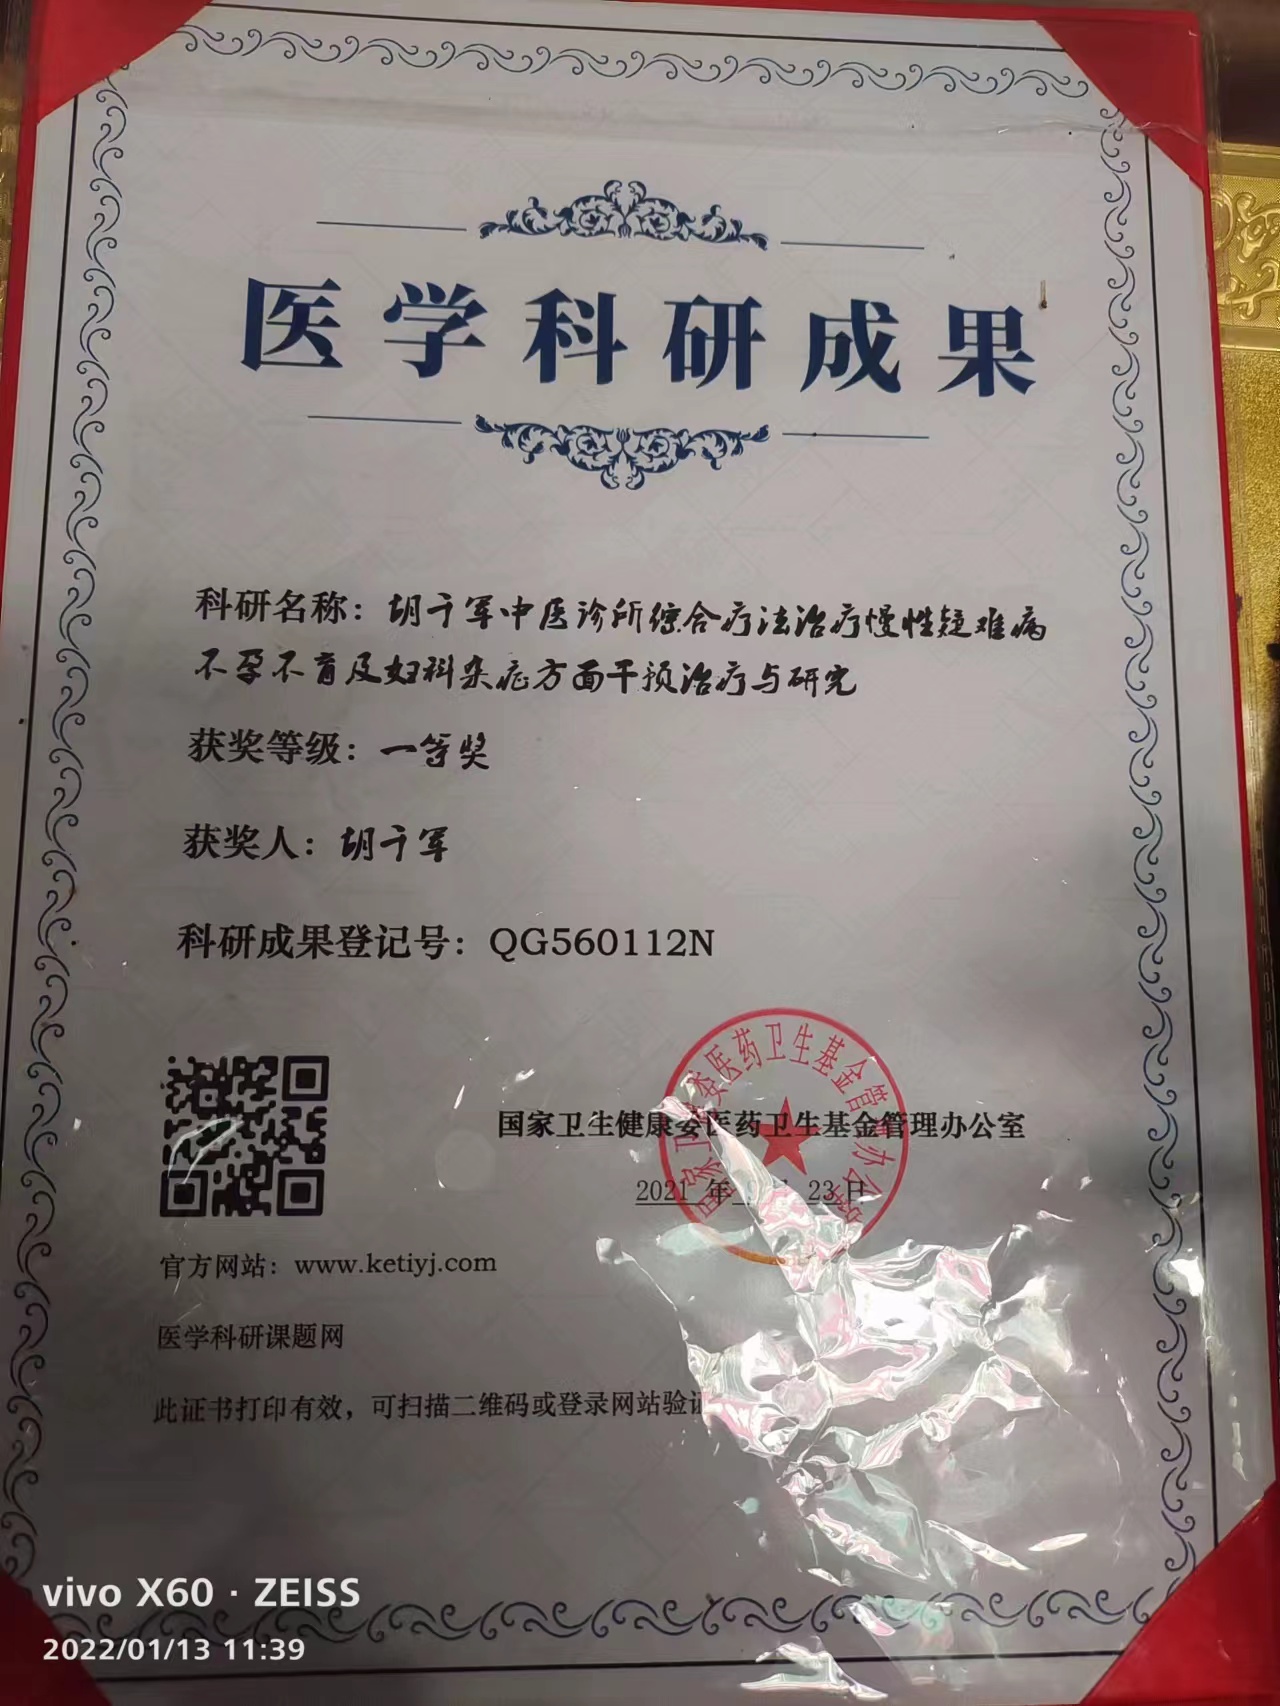 医学科研成果
科研名称：胡千军中医诊所综合疗法治疗慢性疑难病
不孕不育及妇科杂症方面干预治疗与研究
获奖等级：一等奖
获奖人：胡千军
科研成果登记号：QG560112N
国家卫生健康委医药卫生基金管理办公室
2021 年 23 日
官方网站：www.ketiyj.com
医学科研课题网
此证书打印有效，可扫描二维码或登录网站验证
vivo X60 · ZEISS
2022/01/13 11:39